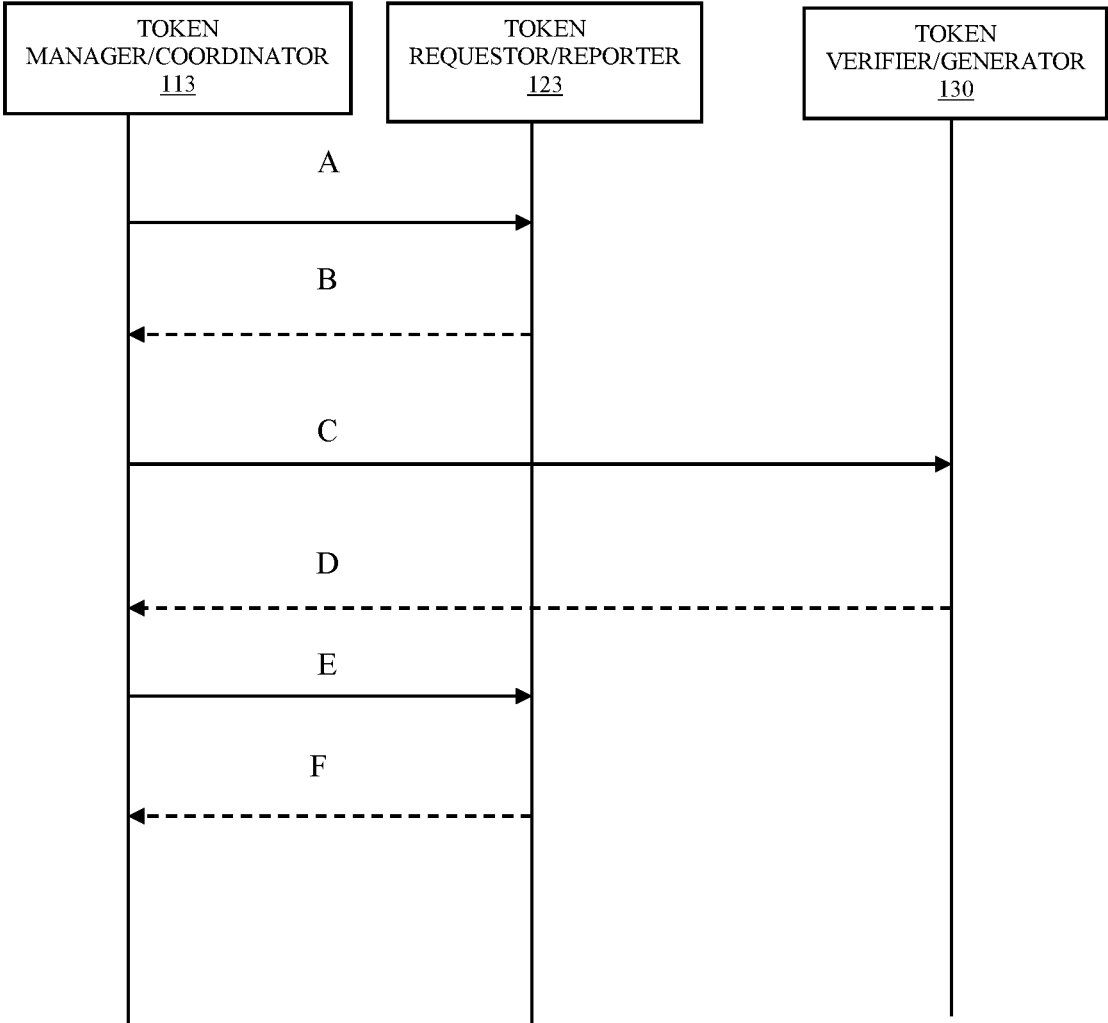 TOKEN
MANAGER/COORDINATOR
113
TOKEN
REQUESTOR/REPORTER
123
TOKEN
VERIFIER/GENERATOR
130
A
B
C
D
E
F